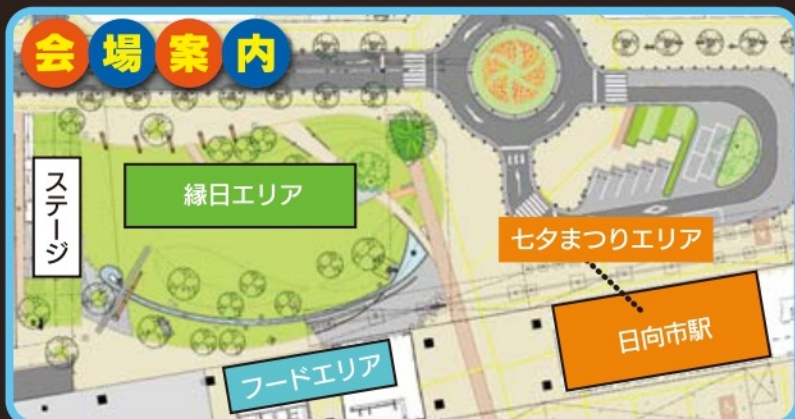 会場案内
ステージ
縁日エリア
七夕まつりエリア
日向市駅
フードエリア